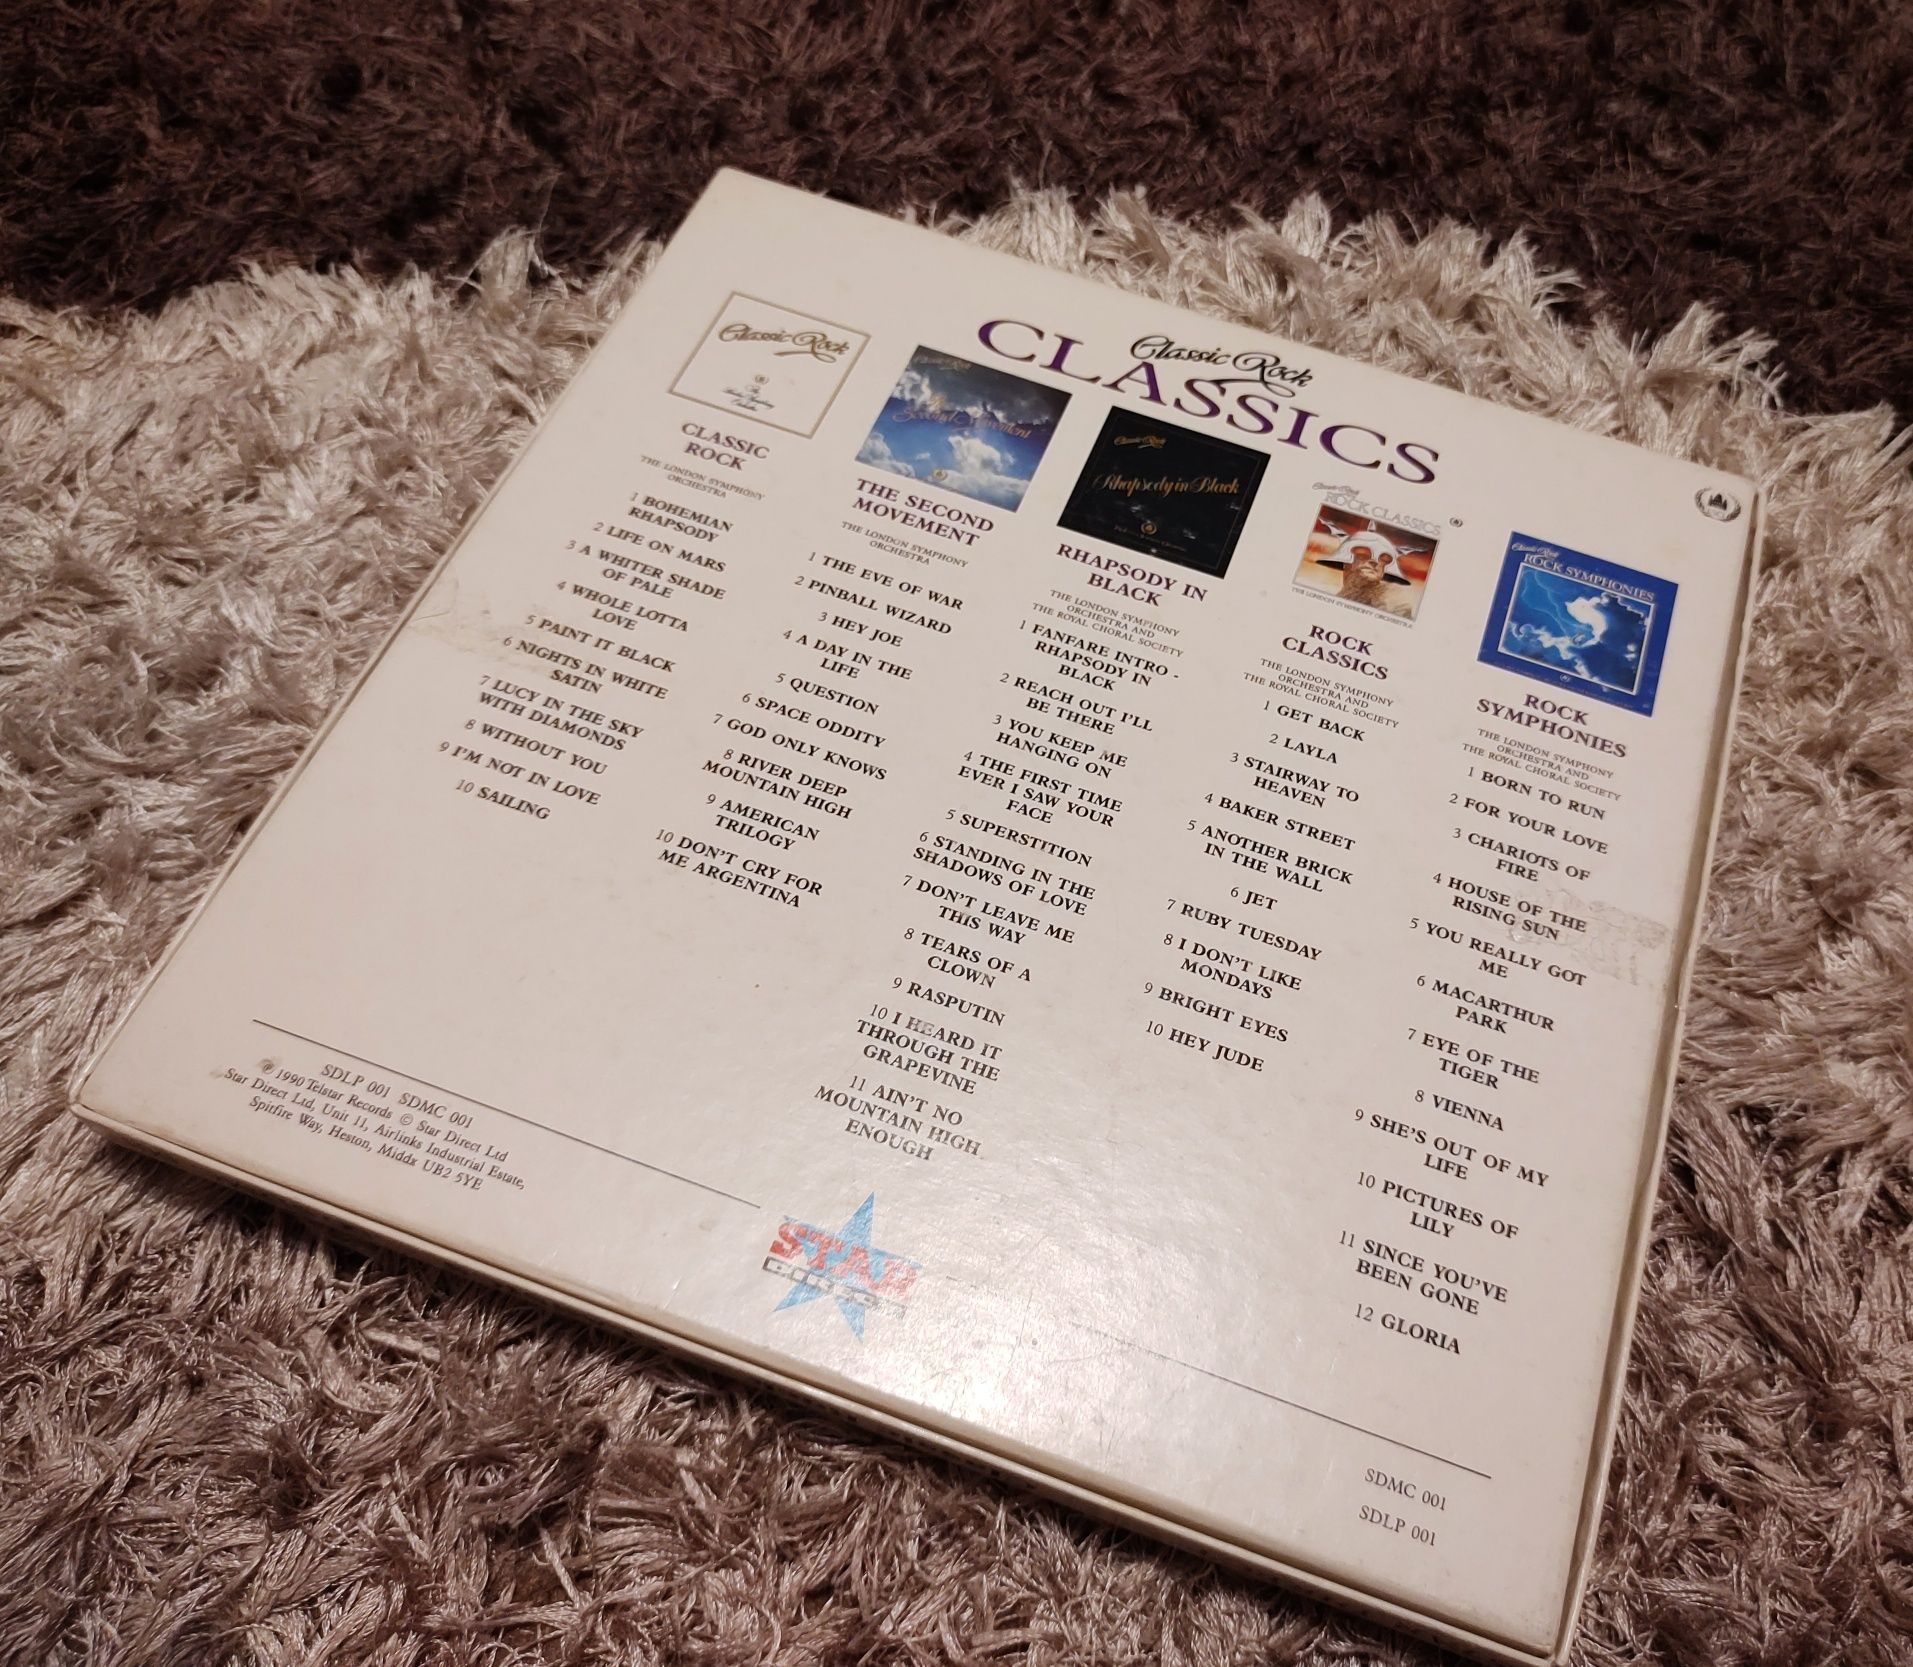 Classic Rock
CLASSICS
Classic Rock
CLASSIC
ROCK
THE LONDON SYMPHONY
ORCHESTRA
1 BOHEMIAN
RHAPSODY
2 LIFE ON MARS
3 A WHITER SHADE
OF PALE
4 WHOLE LOTTA
LOVE
5 PAINT IT BLACK
6 NIGHTS IN WHITE
SATIN
7 LUCY IN THE SKY
WITH DIAMONDS
8 WITHOUT YOU
9 I'M NOT IN LOVE
10 SAILING
Classic Rock
Second Movement
THE SECOND
MOVEMENT
THE LONDON SYMPHONY
ORCHESTRA
1 THE EVE OF WAR
2 PINBALL WIZARD
3 HEY JOE
4 A DAY IN THE
LIFE
5 QUESTION
6 SPACE ODDITY
7 GOD ONLY KNOWS
8 RIVER DEEP
MOUNTAIN HIGH
9 AMERICAN
TRILOGY
10 DON'T CRY FOR
ME ARGENTINA
Classic Rock
Rhapsody in Black
RHAPSODY IN
BLACK
THE LONDON SYMPHONY
ORCHESTRA AND
THE ROYAL CHORAL SOCIETY
1 FANFARE INTRO -
RHAPSODY IN
BLACK
2 REACH OUT I'LL
BE THERE
3 YOU KEEP ME
HANGING ON
4 THE FIRST TIME
EVER I SAW YOUR
FACE
5 SUPERSTITION
6 STANDING IN THE
SHADOWS OF LOVE
7 DON'T LEAVE ME
THIS WAY
8 TEARS OF A
CLOWN
9 RASPUTIN
10 I HEARD IT
THROUGH THE
GRAPEVINE
11 AIN'T NO
MOUNTAIN HIGH
ENOUGH
Classic Rock
ROCK CLASSICS
THE LONDON SYMPHONY ORCHESTRA
ROCK
CLASSICS
THE LONDON SYMPHONY
ORCHESTRA AND
THE ROYAL CHORAL SOCIETY
1 GET BACK
2 LAYLA
3 STAIRWAY TO
HEAVEN
4 BAKER STREET
5 ANOTHER BRICK
IN THE WALL
6 JET
7 RUBY TUESDAY
8 I DON'T LIKE
MONDAYS
9 BRIGHT EYES
10 HEY JUDE
Classic Rock
ROCK SYMPHONIES
ROCK
SYMPHONIES
THE LONDON SYMPHONY
ORCHESTRA AND
THE ROYAL CHORAL SOCIETY
1 BORN TO RUN
2 FOR YOUR LOVE
3 CHARIOTS OF
FIRE
4 HOUSE OF THE
RISING SUN
5 YOU REALLY GOT
ME
6 MACARTHUR
PARK
7 EYE OF THE
TIGER
8 VIENNA
9 SHE'S OUT OF MY
LIFE
10 PICTURES OF
LILY
11 SINCE YOU'VE
BEEN GONE
12 GLORIA
SDLP 001 SDMC 001
℗ 1990 Telstar Records © Star Direct Ltd
Star Direct Ltd, Unit 11, Airlinks Industrial Estate,
Spitfire Way, Heston, Middx UB2 5YE
STAR
DIRECT
SDMC 001
SDLP 001